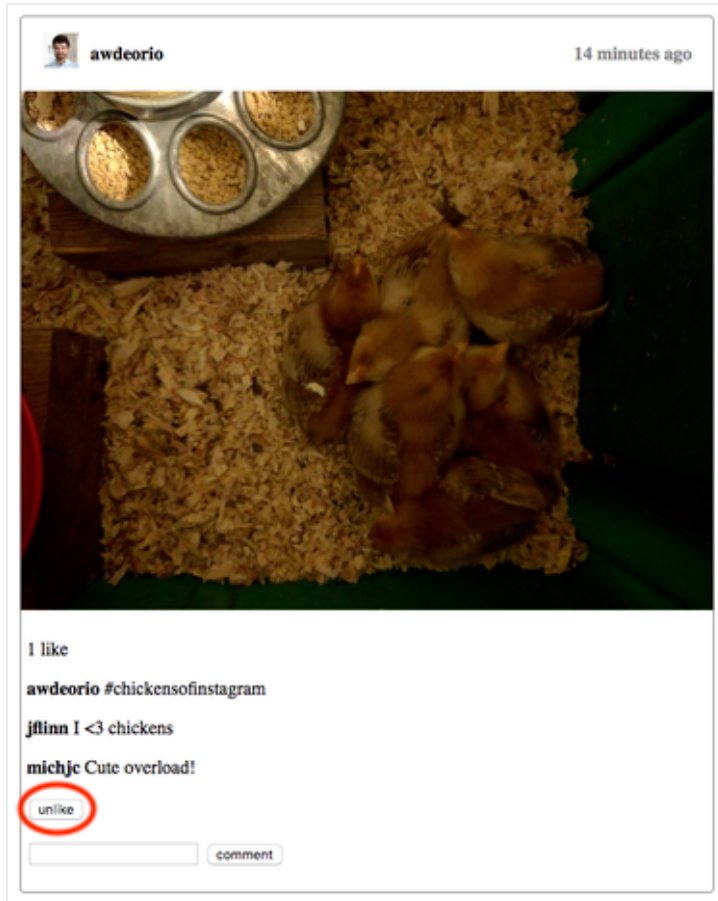 awdeorio 14 minutes ago
1 like
awdeorio #chickensofinstagram
jflinn I <3 chickens
michjc Cute overload!
unlike
comment